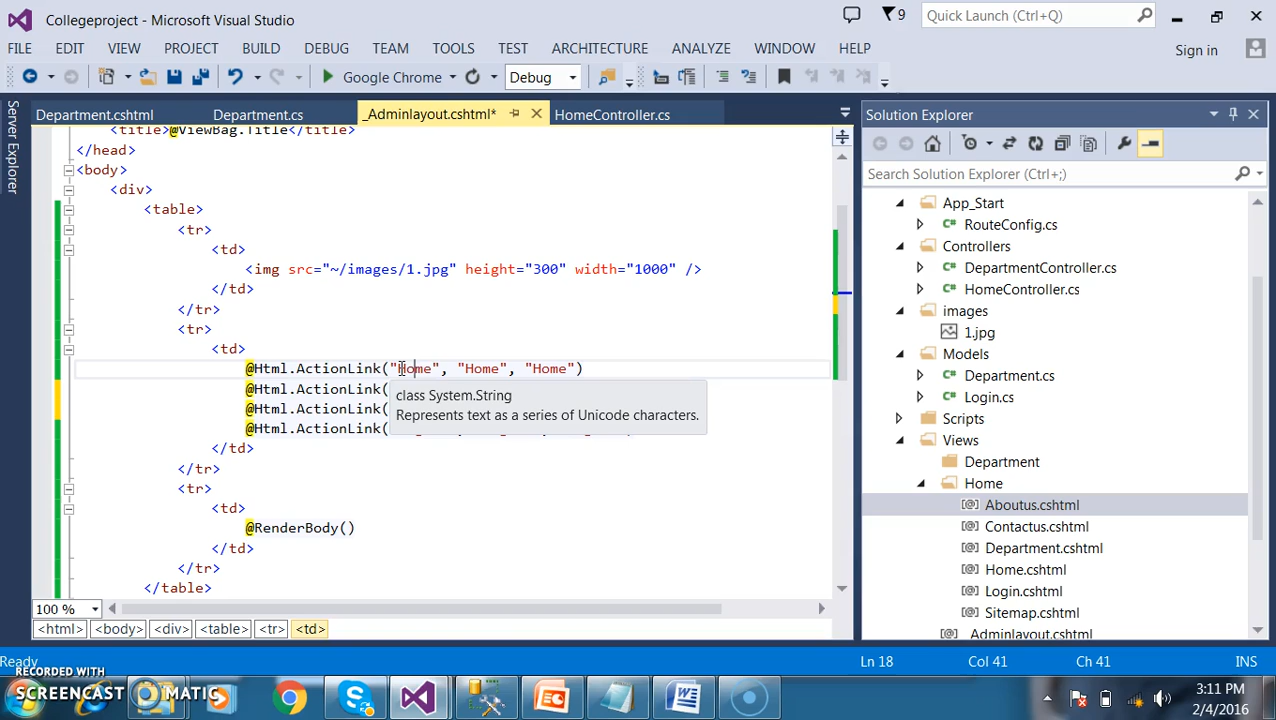 Collegeproject - Microsoft Visual Studio
9
Quick Launch (Ctrl+Q)
FILE EDIT VIEW PROJECT BUILD DEBUG TEAM TOOLS TEST ARCHITECTURE ANALYZE WINDOW HELP
Sign in
Google Chrome
Debug
Server Explorer
Department.cshtml
Department.cs
_Adminlayout.cshtml*
HomeController.cs
<title>@ViewBag.Title</title>
</head>
<body>
<div>
<table>
<tr>
<td>
<img src="~/images/1.jpg" height="300" width="1000" />
</td>
</tr>
<tr>
<td>
@Html.ActionLink("Home", "Home", "Home")
@Html.ActionLink(
@Html.ActionLink(
@Html.ActionLink(
class System.String
Represents text as a series of Unicode characters.
</td>
</tr>
<tr>
<td>
@RenderBody()
</td>
</tr>
</table>
100 %
<html> <body> <div> <table> <tr> <td>
Solution Explorer
Search Solution Explorer (Ctrl+;)
App_Start
RouteConfig.cs
Controllers
DepartmentController.cs
HomeController.cs
images
1.jpg
Models
Department.cs
Login.cs
Scripts
Views
Department
Home
Aboutus.cshtml
Contactus.cshtml
Department.cshtml
Home.cshtml
Login.cshtml
Sitemap.cshtml
Adminlayout.cshtml
Ready
Ln 18
Col 41
Ch 41
INS
RECORDED WITH
SCREENCAST MATIC
3:11 PM
2/4/2016